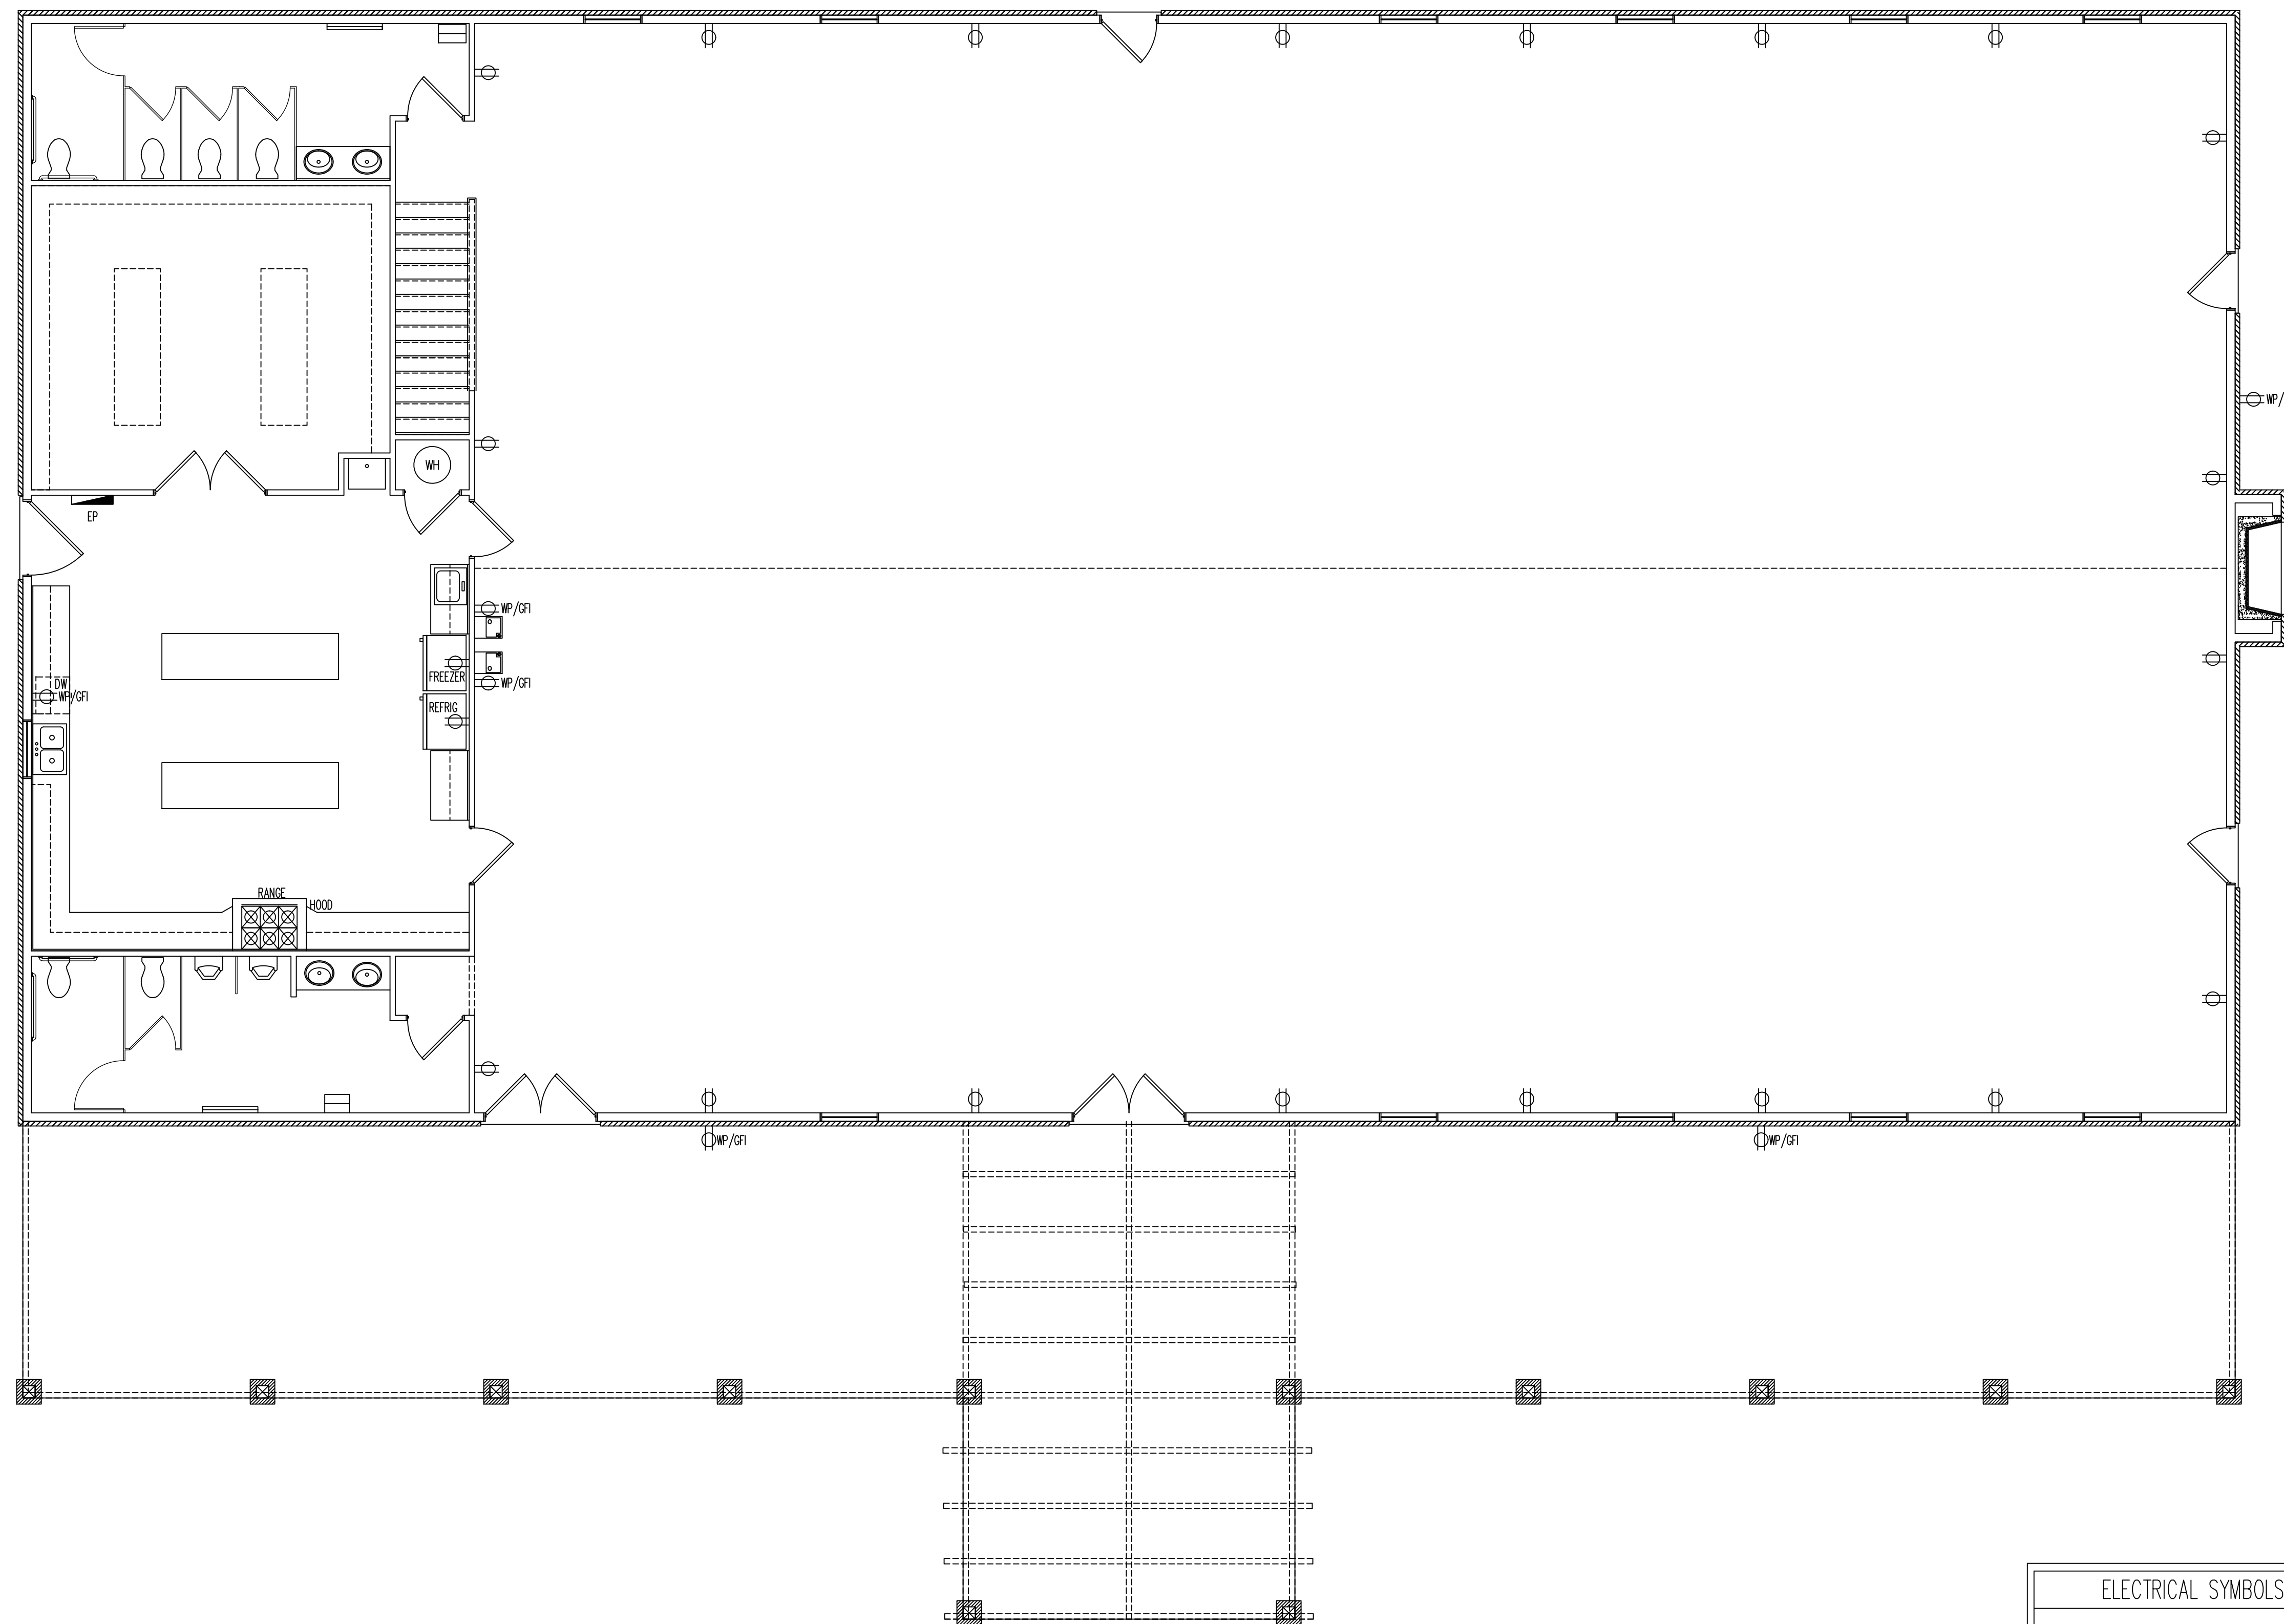 WH
WP/
EP
WP/GFI
FREEZER
DW
WP/GFI
WP/GFI
REFRIG
RANGE
HOOD
WP/GFI
WP/GFI
ELECTRICAL SYMBOLS